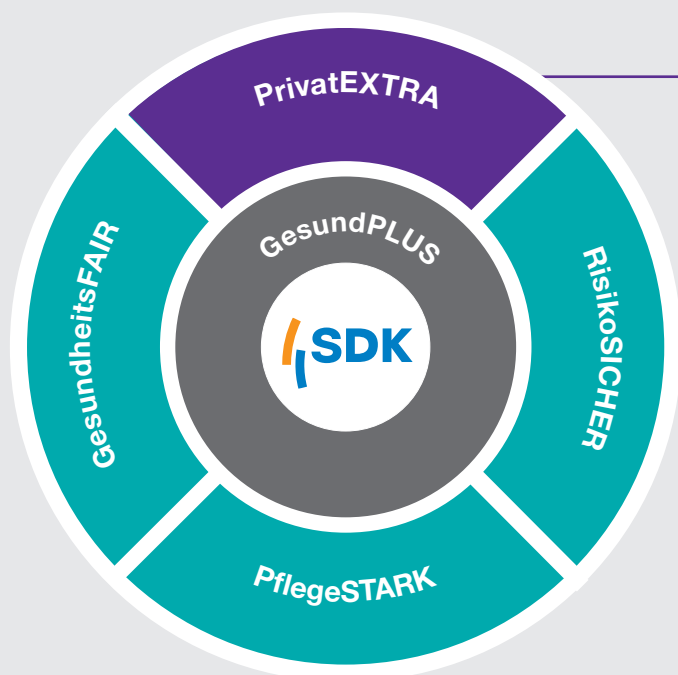 PrivatEXTRA
GesundPLUS
GesundheitsFAIR
SDK
RisikoSICHER
PflegeSTARK